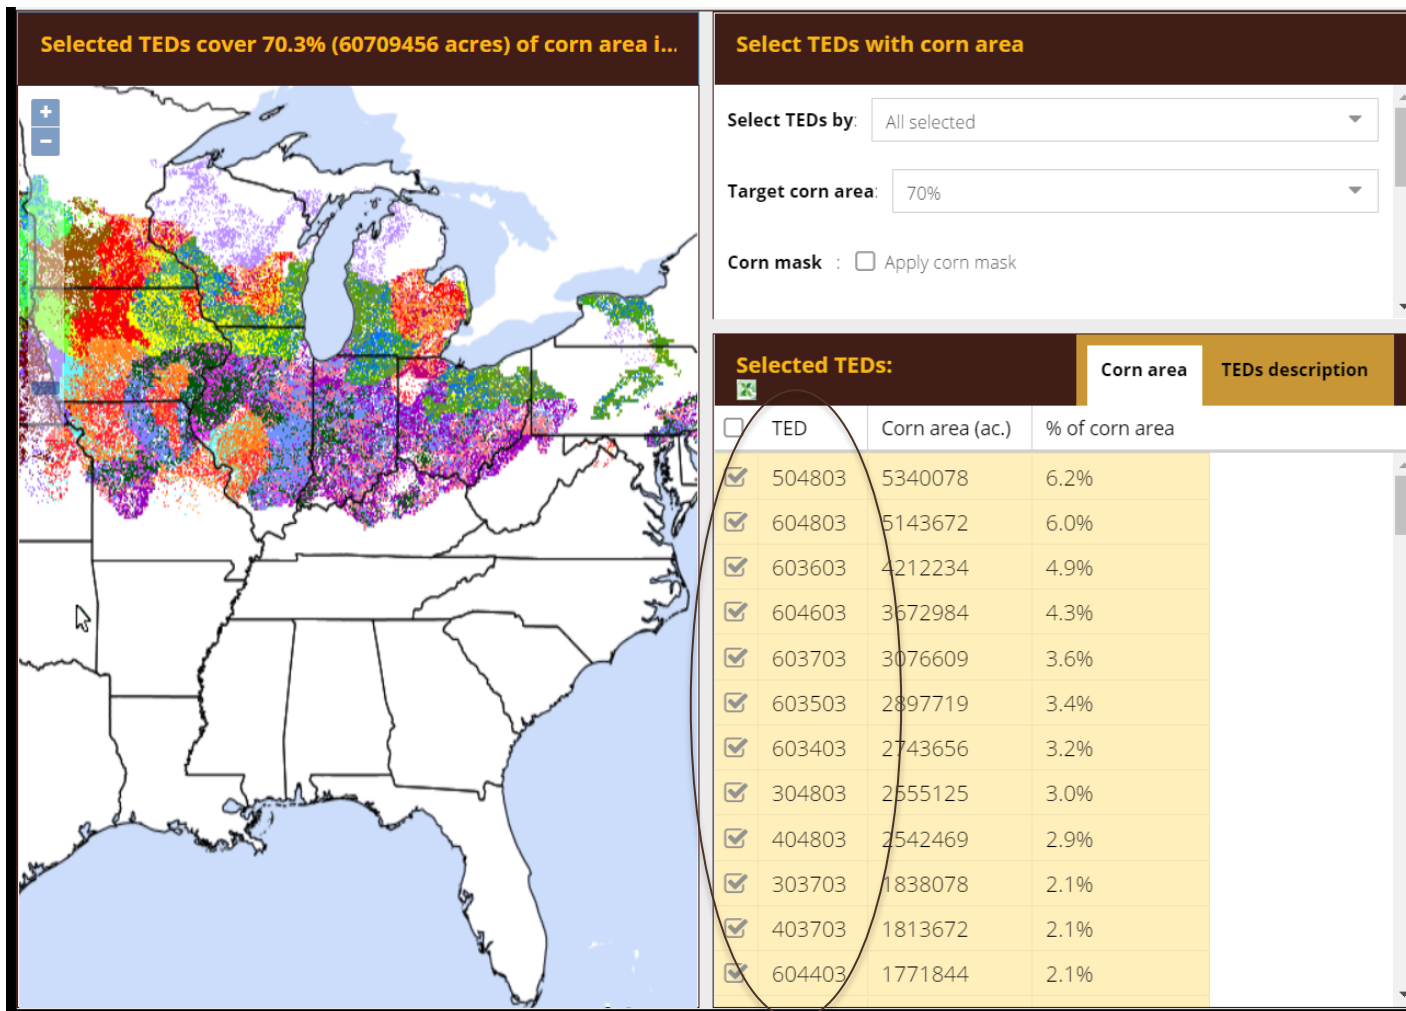 Selected TEDs cover 70.3% (60709456 acres) of corn area i...
+
−
Select TEDs with corn area
Select TEDs by: All selected
Target corn area: 70%
Corn mask : Apply corn mask
Selected TEDs:
Corn area TEDs description
TED Corn area (ac.) % of corn area
504803 5340078 6.2%
604803 5143672 6.0%
603603 4212234 4.9%
604603 3672984 4.3%
603703 3076609 3.6%
603503 2897719 3.4%
603403 2743656 3.2%
304803 2555125 3.0%
404803 2542469 2.9%
303703 1838078 2.1%
403703 1813672 2.1%
604403 1771844 2.1%